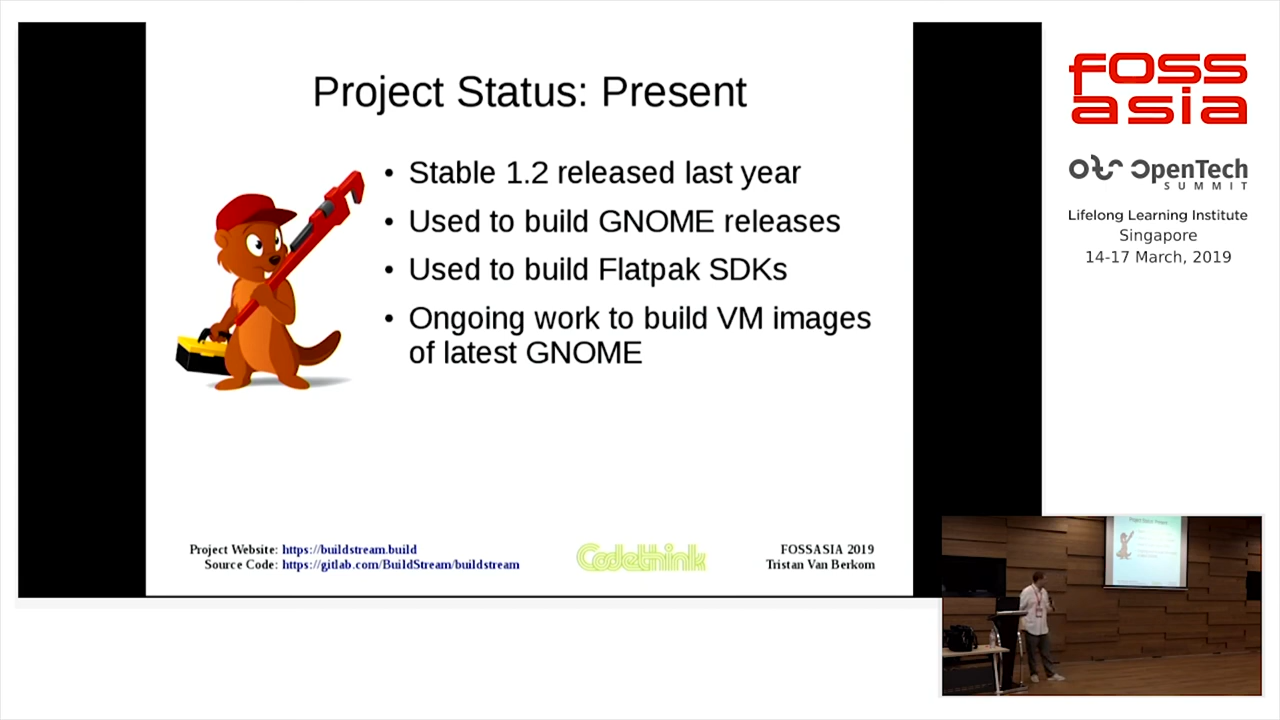 Project Status: Present
• Stable 1.2 released last year
• Used to build GNOME releases
• Used to build Flatpak SDKs
• Ongoing work to build VM images
of latest GNOME
Project Website: https://buildstream.build
Source Code: https://gitlab.com/BuildStream/buildstream
Codethink
FOSSASIA 2019
Tristan Van Berkom
FOSS
asia
OpenTech
SUMMIT
Lifelong Learning Institute
Singapore
14-17 March, 2019
Project Status: Present